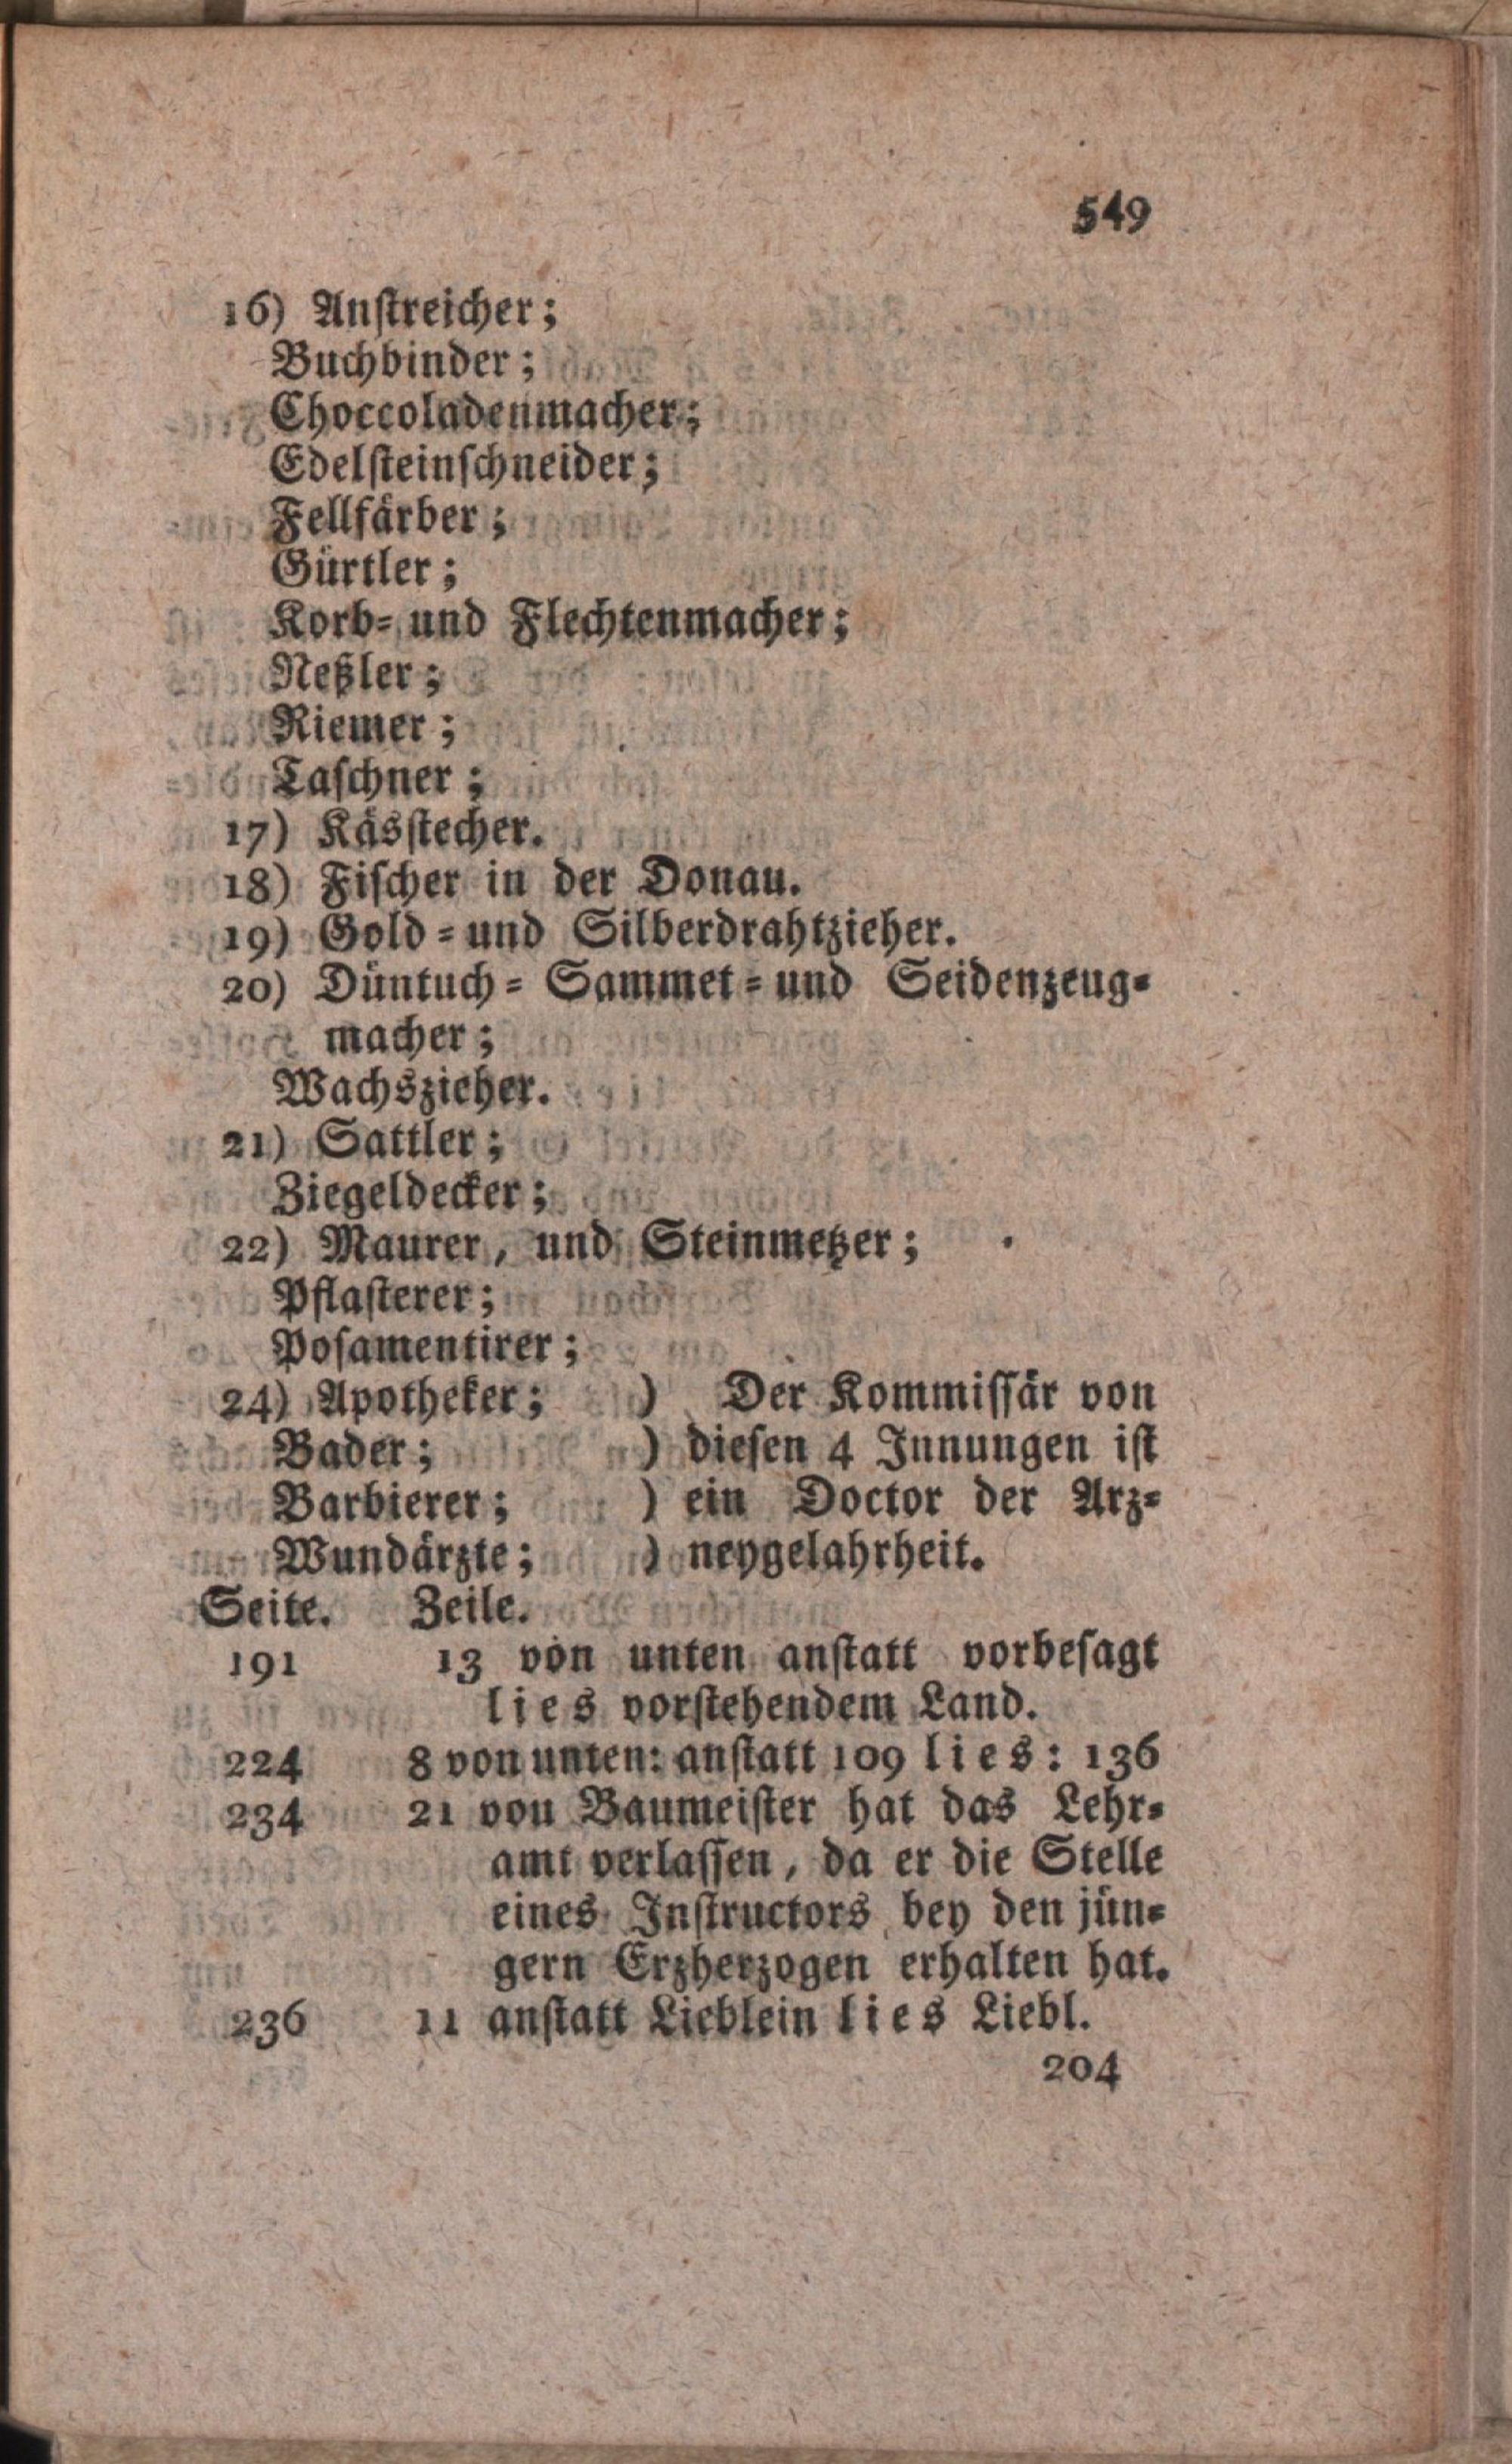 549
16) Anstreicher;
Buchbinder;
Choccoladenmacher;
Edelsteinschneider;
Fellfärber;
Gürtler;
Korb- und Flechtenmacher;
Neßler;
Riemer;
Taschner;
17) Kässtecher.
18) Fischer in der Donau.
19) Gold- und Silberdrahtzieher.
20) Düntuch- Sammet- und Seidenzeug-
macher;
Wachszieher.
21) Sattler;
Ziegeldecker;
22) Maurer, und Steinmetzer;
Pflasterer;
Posamentirer;
24) Apotheker; ) Der Kommissär von
Bader; ) diesen 4 Innungen ist
Barbierer; ) ein Doctor der Arz-
Wundärzte; ) neygelahrheit.
Seite. Zeile.
191 13 von unten anstatt vorbesagt
lies vorstehendem Land.
224 8 von unten: anstatt 109 lies: 136
234 21 von Baumeister hat das Lehr-
amt verlassen, da er die Stelle
eines Instructors bey den jün-
gern Erzherzogen erhalten hat.
236 11 anstatt Lieblein lies Liebl.
204